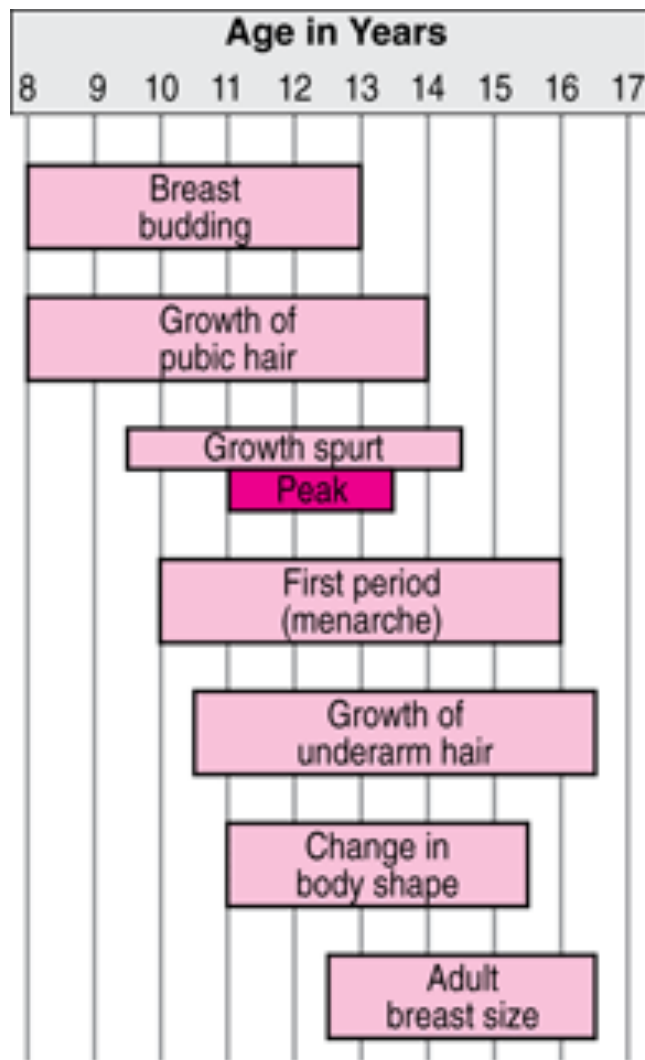 Age in Years
8 9 10 11 12 13 14 15 16 17
Breast
budding
Growth of
pubic hair
Growth spurt
Peak
First period
(menarche)
Growth of
underarm hair
Change in
body shape
Adult
breast size